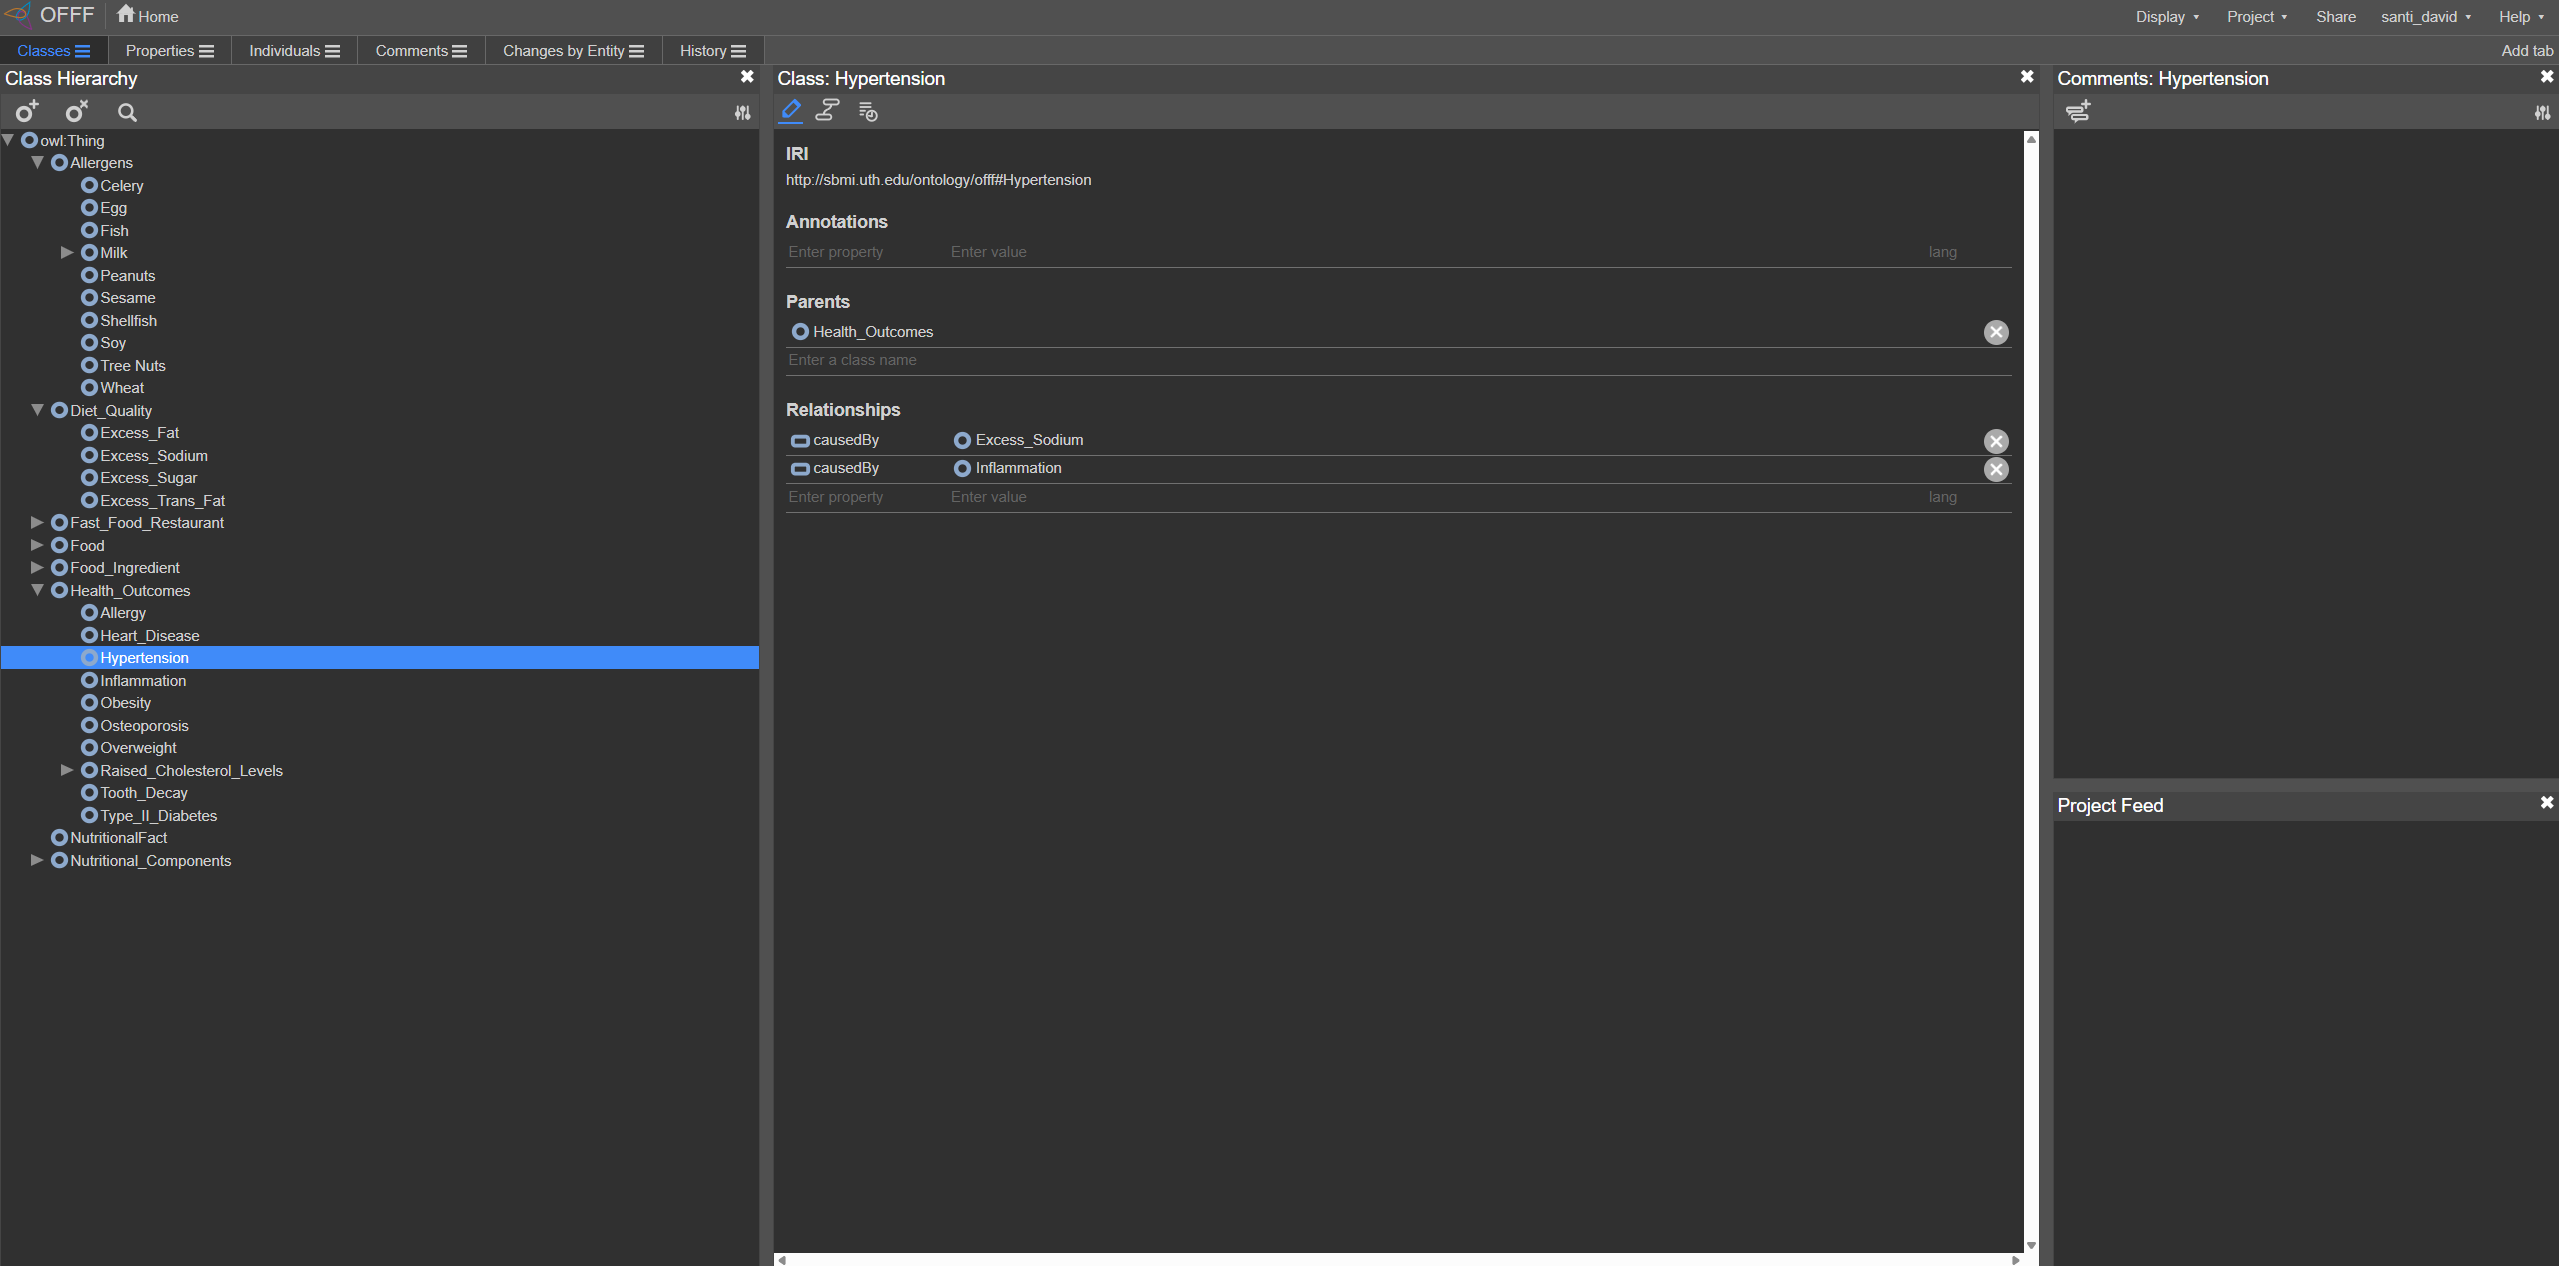 OFFF Home Display Project Share santi_david Help
Classes Properties Individuals Comments Changes by Entity History Add tab
Class Hierarchy
owl:Thing
Allergens
Celery
Egg
Fish
Milk
Peanuts
Sesame
Shellfish
Soy
Tree Nuts
Wheat
Diet_Quality
Excess_Fat
Excess_Sodium
Excess_Sugar
Excess_Trans_Fat
Fast_Food_Restaurant
Food
Food_Ingredient
Health_Outcomes
Allergy
Heart_Disease
Hypertension
Inflammation
Obesity
Osteoporosis
Overweight
Raised_Cholesterol_Levels
Tooth_Decay
Type_II_Diabetes
NutritionalFact
Nutritional_Components
Class: Hypertension
IRI
http://sbmi.uth.edu/ontology/offf#Hypertension
Annotations
Enter property Enter value lang
Parents
Health_Outcomes
Enter a class name
Relationships
causedBy Excess_Sodium
causedBy Inflammation
Enter property Enter value lang
Comments: Hypertension
Project Feed